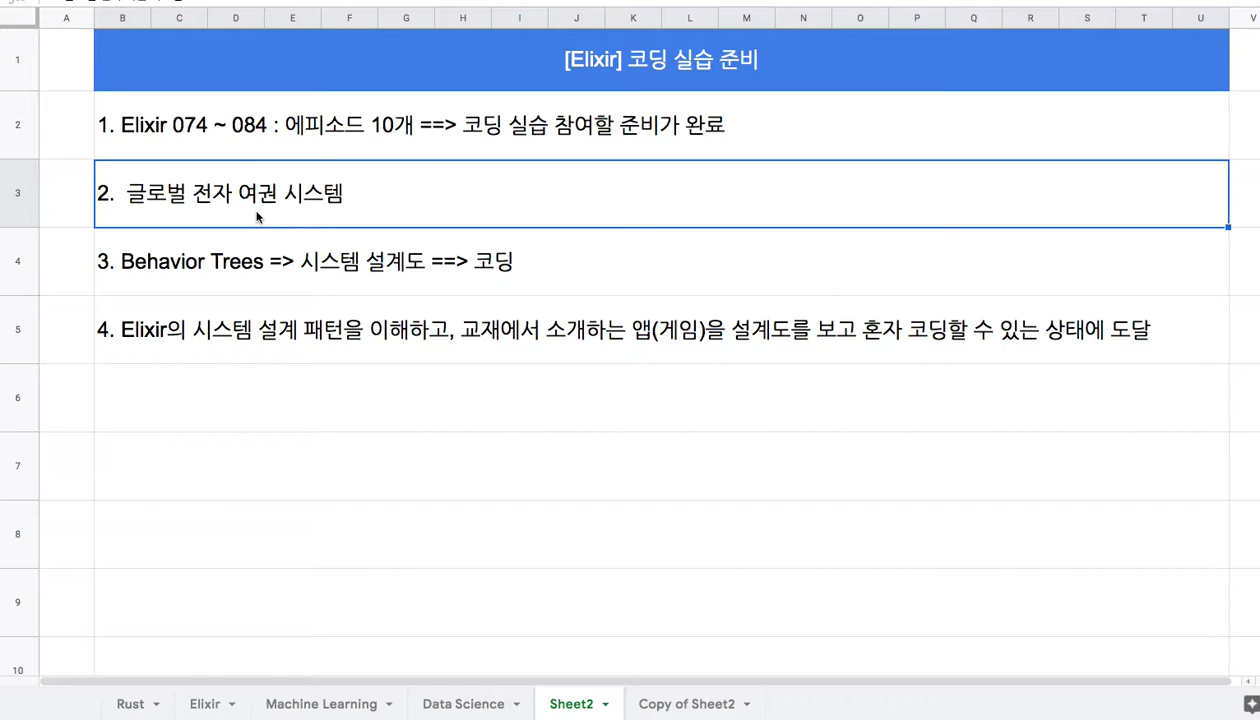 A B C D E F G H I J K L M N O P Q R S T U V
1 [Elixir] 코딩 실습 준비
2 1. Elixir 074 ~ 084 : 에피소드 10개 ==> 코딩 실습 참여할 준비가 완료
3 2.  글로벌 전자 여권 시스템
4 3. Behavior Trees => 시스템 설계도 ==> 코딩
5 4. Elixir의 시스템 설계 패턴을 이해하고, 교재에서 소개하는 앱(게임)을 설계도를 보고 혼자 코딩할 수 있는 상태에 도달
6
7
8
9
10
Rust Elixir Machine Learning Data Science Sheet2 Copy of Sheet2